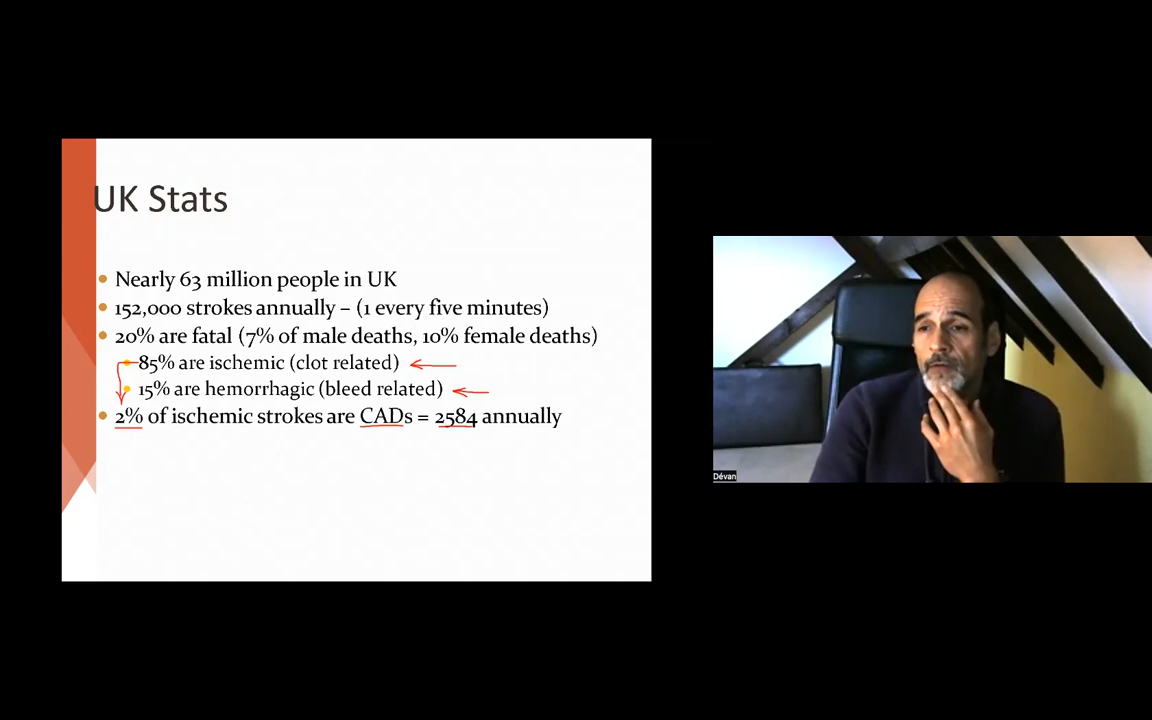 UK Stats
Nearly 63 million people in UK
152,000 strokes annually – (1 every five minutes)
20% are fatal (7% of male deaths, 10% female deaths)
85% are ischemic (clot related)
15% are hemorrhagic (bleed related)
2% of ischemic strokes are CADs = 2584 annually
Dévan